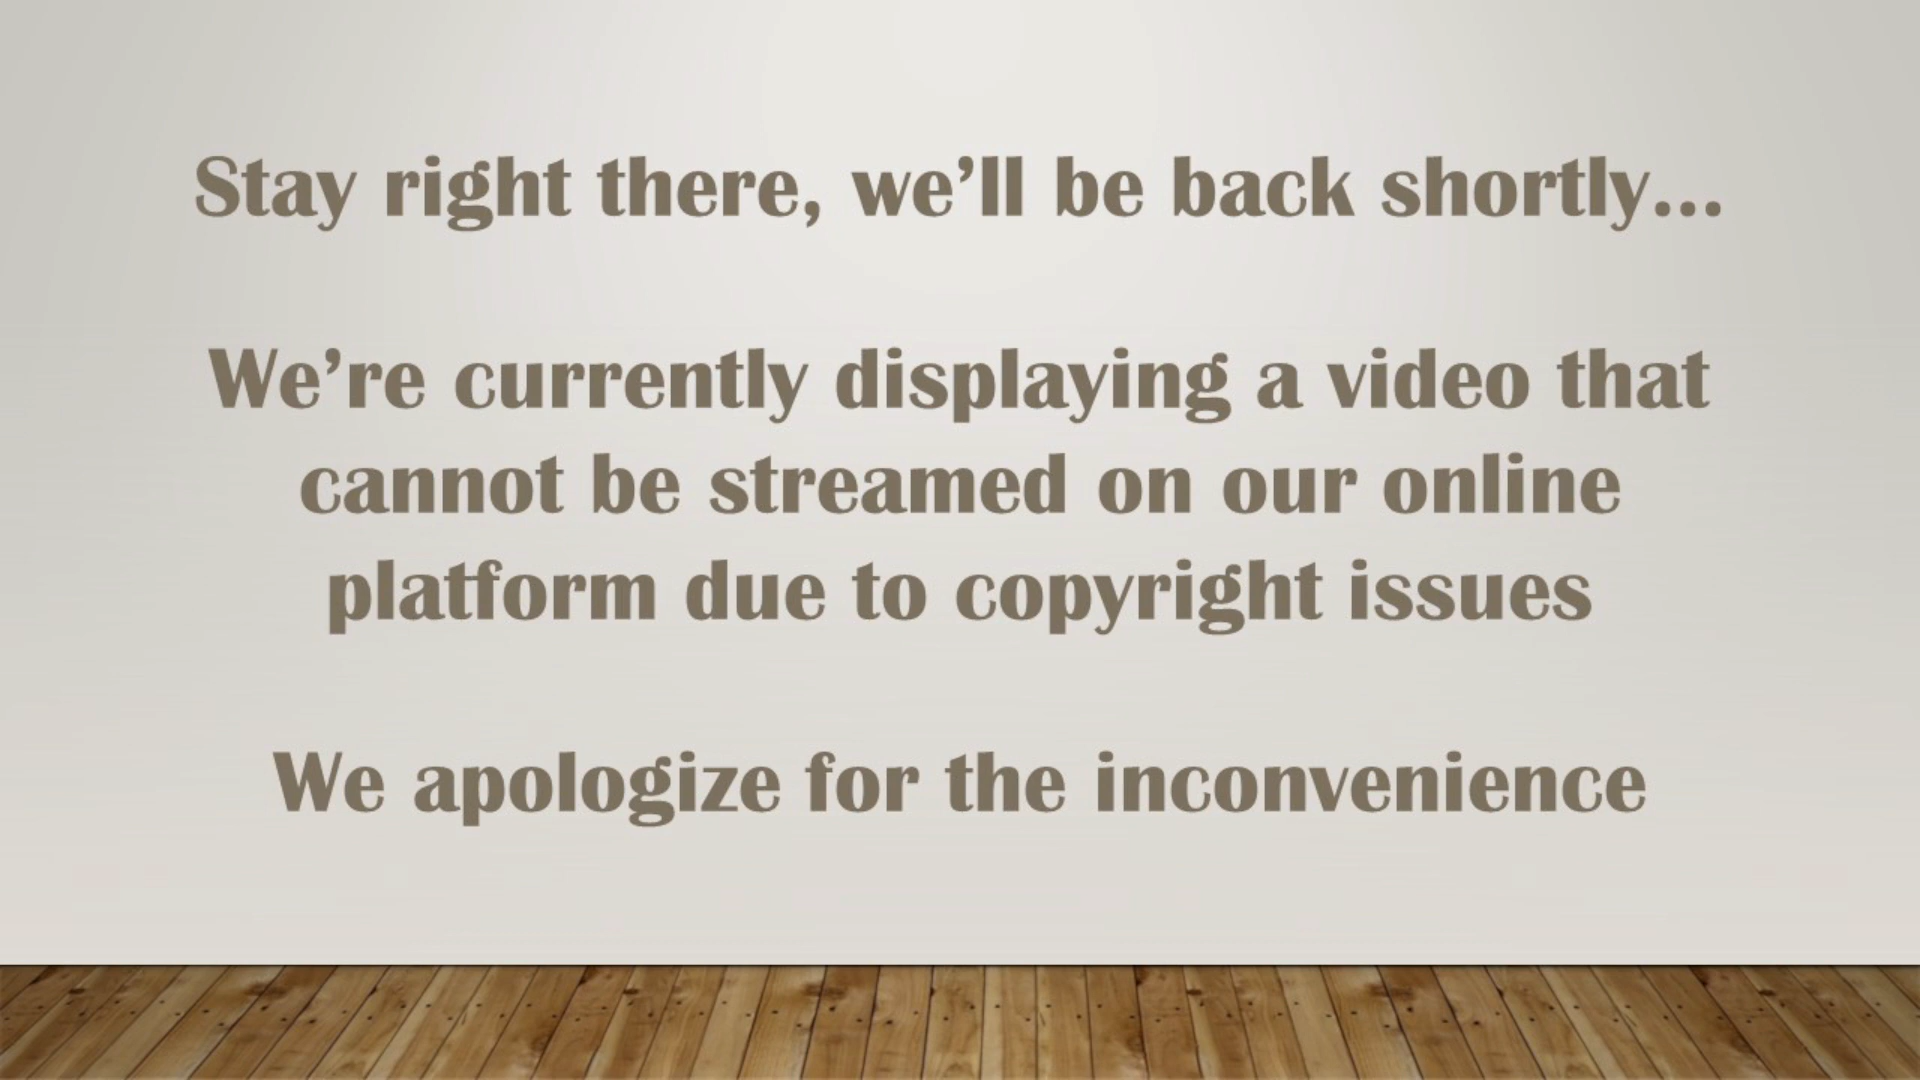 Stay right there, we’ll be back shortly...
We’re currently displaying a video that
cannot be streamed on our online
platform due to copyright issues
We apologize for the inconvenience